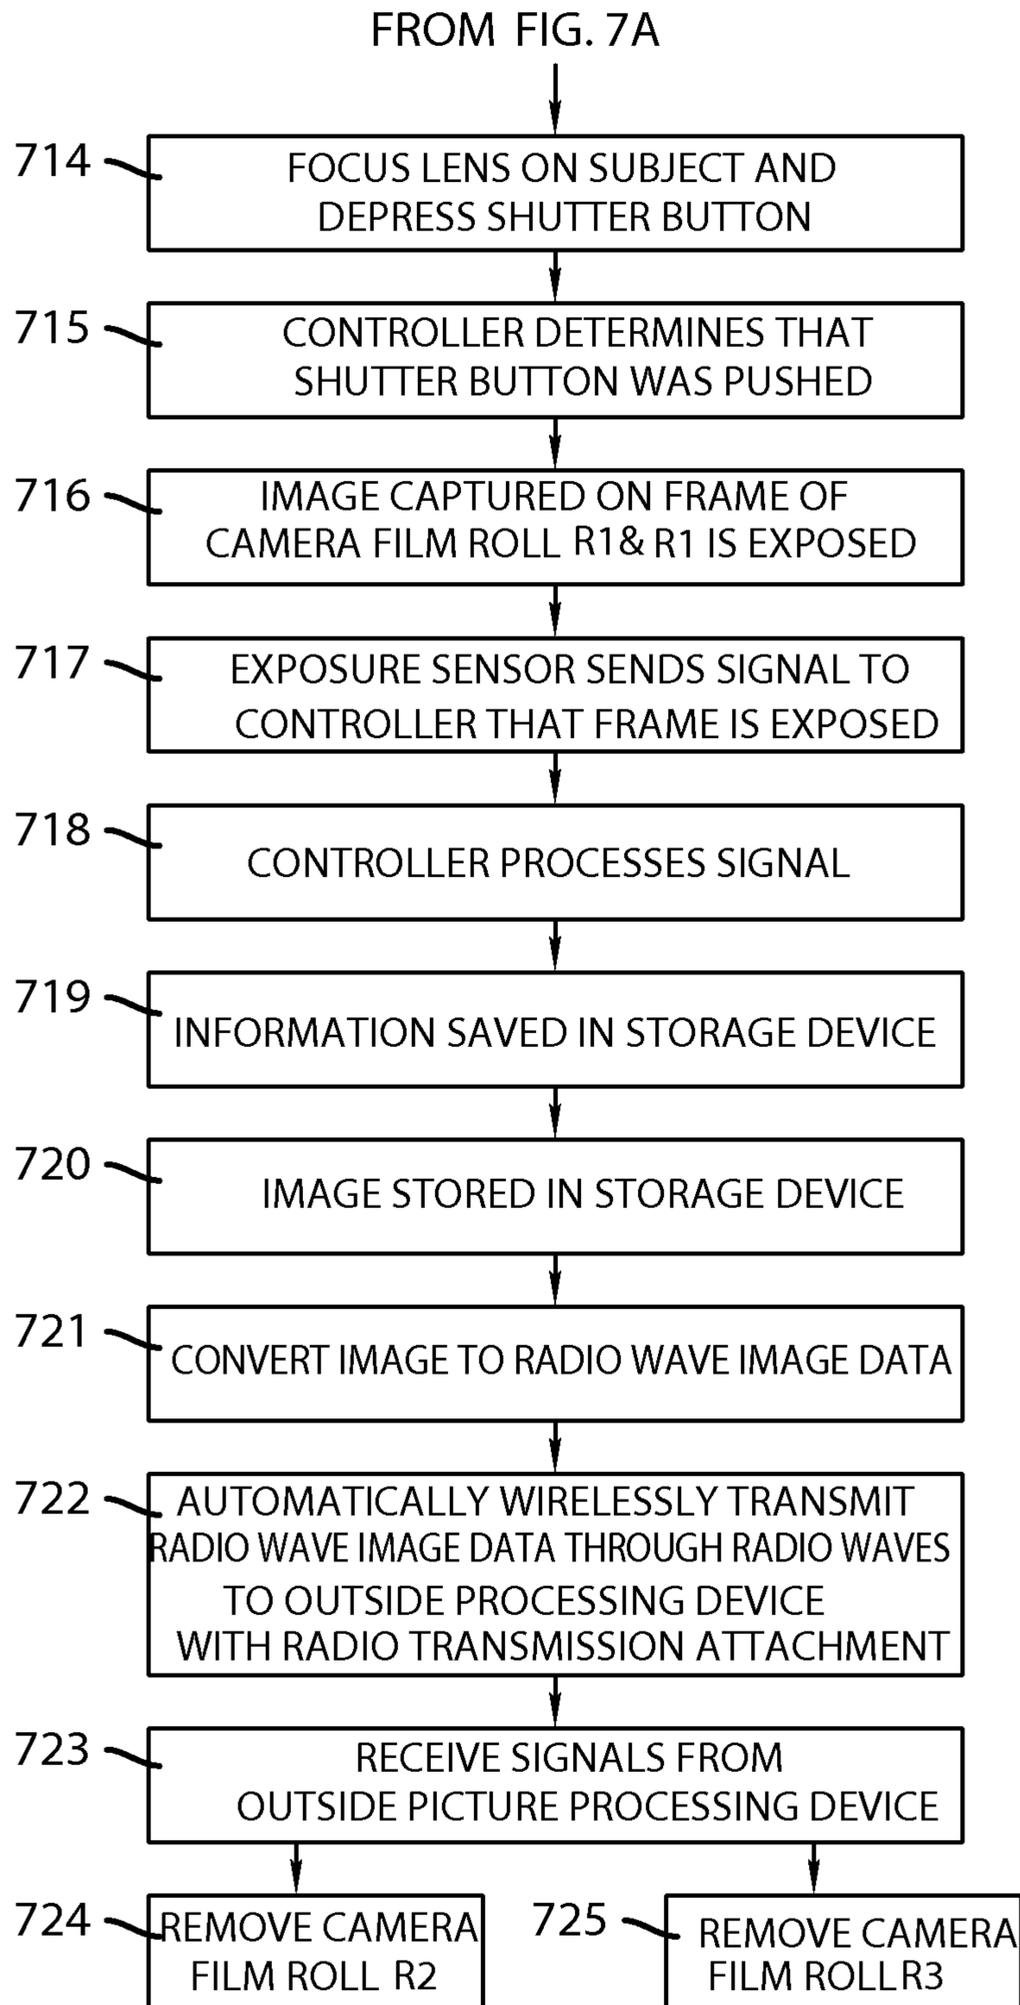 FROM FIG. 7A
714
FOCUS LENS ON SUBJECT AND
DEPRESS SHUTTER BUTTON
715
CONTROLLER DETERMINES THAT
SHUTTER BUTTON WAS PUSHED
716
IMAGE CAPTURED ON FRAME OF
CAMERA FILM ROLL R1& R1 IS EXPOSED
717
EXPOSURE SENSOR SENDS SIGNAL TO
CONTROLLER THAT FRAME IS EXPOSED
718
CONTROLLER PROCESSES SIGNAL
719
INFORMATION SAVED IN STORAGE DEVICE
720
IMAGE STORED IN STORAGE DEVICE
721
CONVERT IMAGE TO RADIO WAVE IMAGE DATA
722
AUTOMATICALLY WIRELESSLY TRANSMIT
RADIO WAVE IMAGE DATA THROUGH RADIO WAVES
TO OUTSIDE PROCESSING DEVICE
WITH RADIO TRANSMISSION ATTACHMENT
723
RECEIVE SIGNALS FROM
OUTSIDE PICTURE PROCESSING DEVICE
724
REMOVE CAMERA
FILM ROLL R2
725
REMOVE CAMERA
FILM ROLL R3